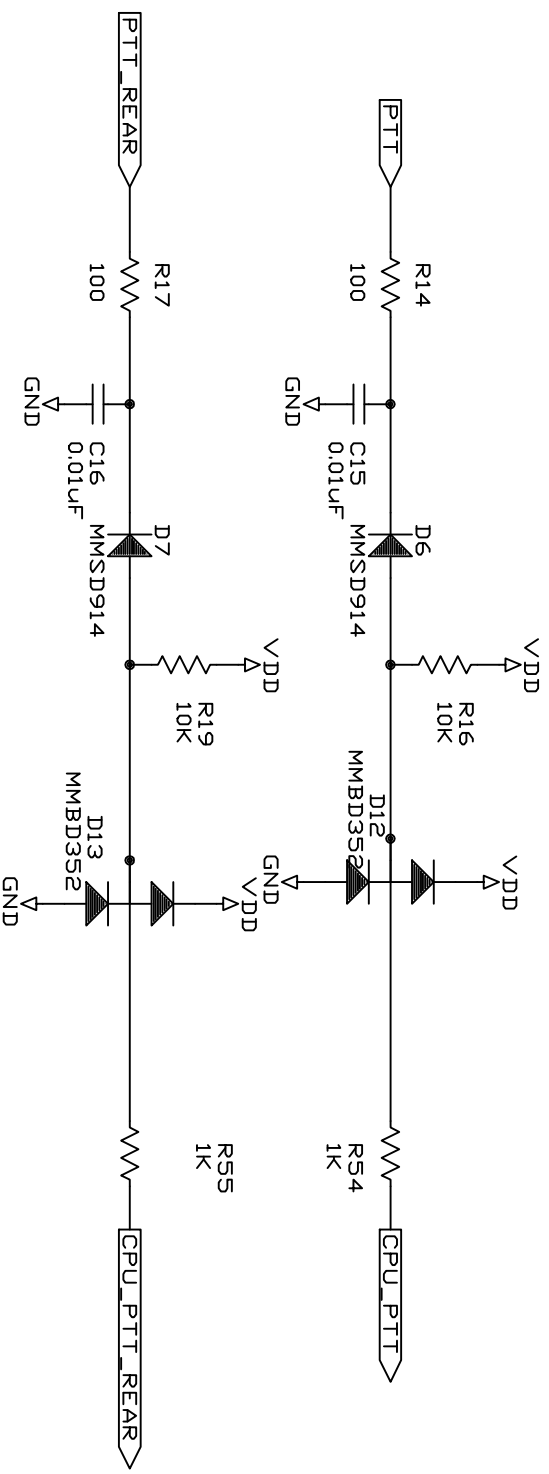 PTT
R14
100
GND
C15
0.01uF
D6
MMSD914
VDD
R16
10K
D12
MMBD352
VDD
GND
R54
1K
CPU_PTT
PTT_REAR
R17
100
GND
C16
0.01uF
D7
MMSD914
VDD
R19
10K
D13
MMBD352
VDD
GND
R55
1K
CPU_PTT_REAR